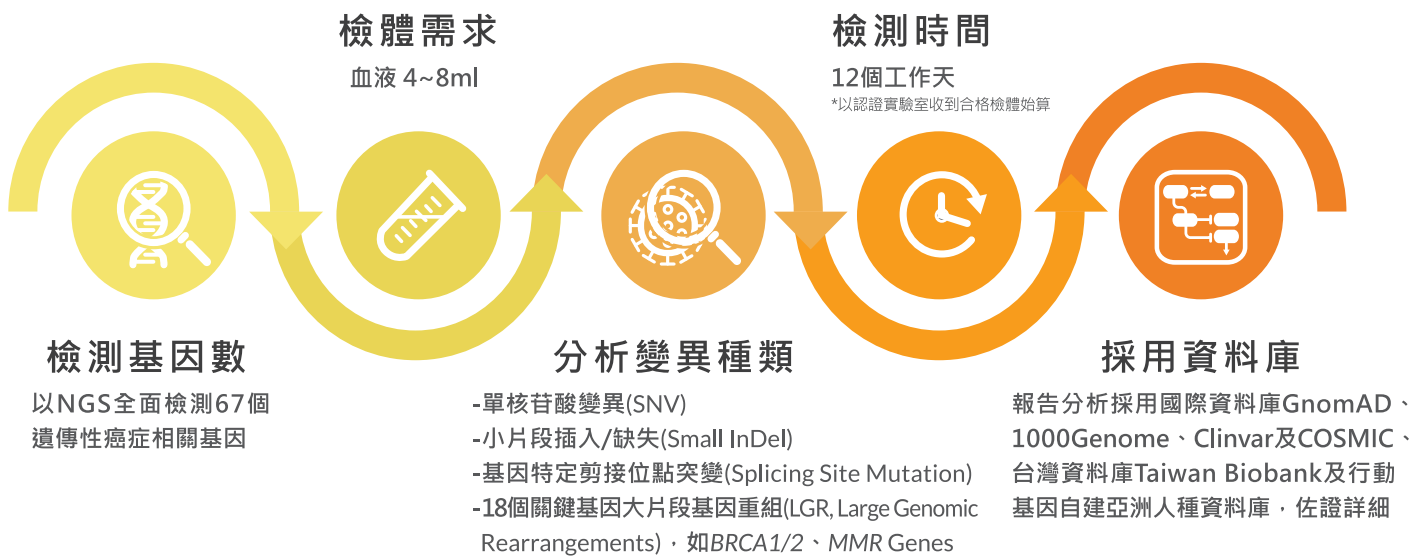 檢測基因數
以NGS全面檢測67個
遺傳性癌症相關基因
檢體需求
血液 4~8ml
分析變異種類
-單核苷酸變異(SNV)
-小片段插入/缺失(Small InDel)
-基因特定剪接位點突變(Splicing Site Mutation)
-18個關鍵基因大片段基因重組(LGR, Large Genomic
Rearrangements)，如BRCA1/2、MMR Genes
檢測時間
12個工作天
*以認證實驗室收到合格檢體始算
採用資料庫
報告分析採用國際資料庫GnomAD、
1000Genome、Clinvar及COSMIC、
台灣資料庫Taiwan Biobank及行動
基因自建亞洲人種資料庫，佐證詳細